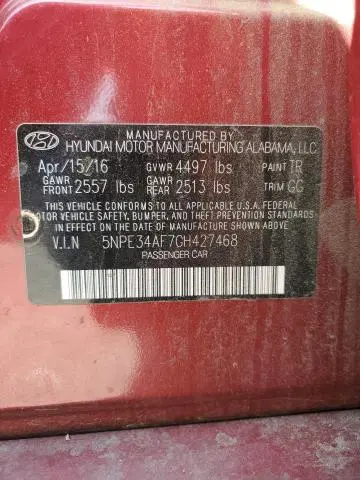 MANUFACTURED BY
HYUNDAI MOTOR MANUFACTURING ALABAMA, LLC
Apr/15/16 GVWR 4497 lbs PAINT TR
GAWR FRONT 2557 lbs GAWR REAR 2513 lbs TRIM GG
THIS VEHICLE CONFORMS TO ALL APPLICABLE U.S.A. FEDERAL
MOTOR VEHICLE SAFETY, BUMPER, AND THEFT PREVENTION STANDARDS
IN EFFECT ON THE DATE OF MANUFACTURE SHOWN ABOVE
V.I.N 5NPE34AF7GH427468
PASSENGER CAR